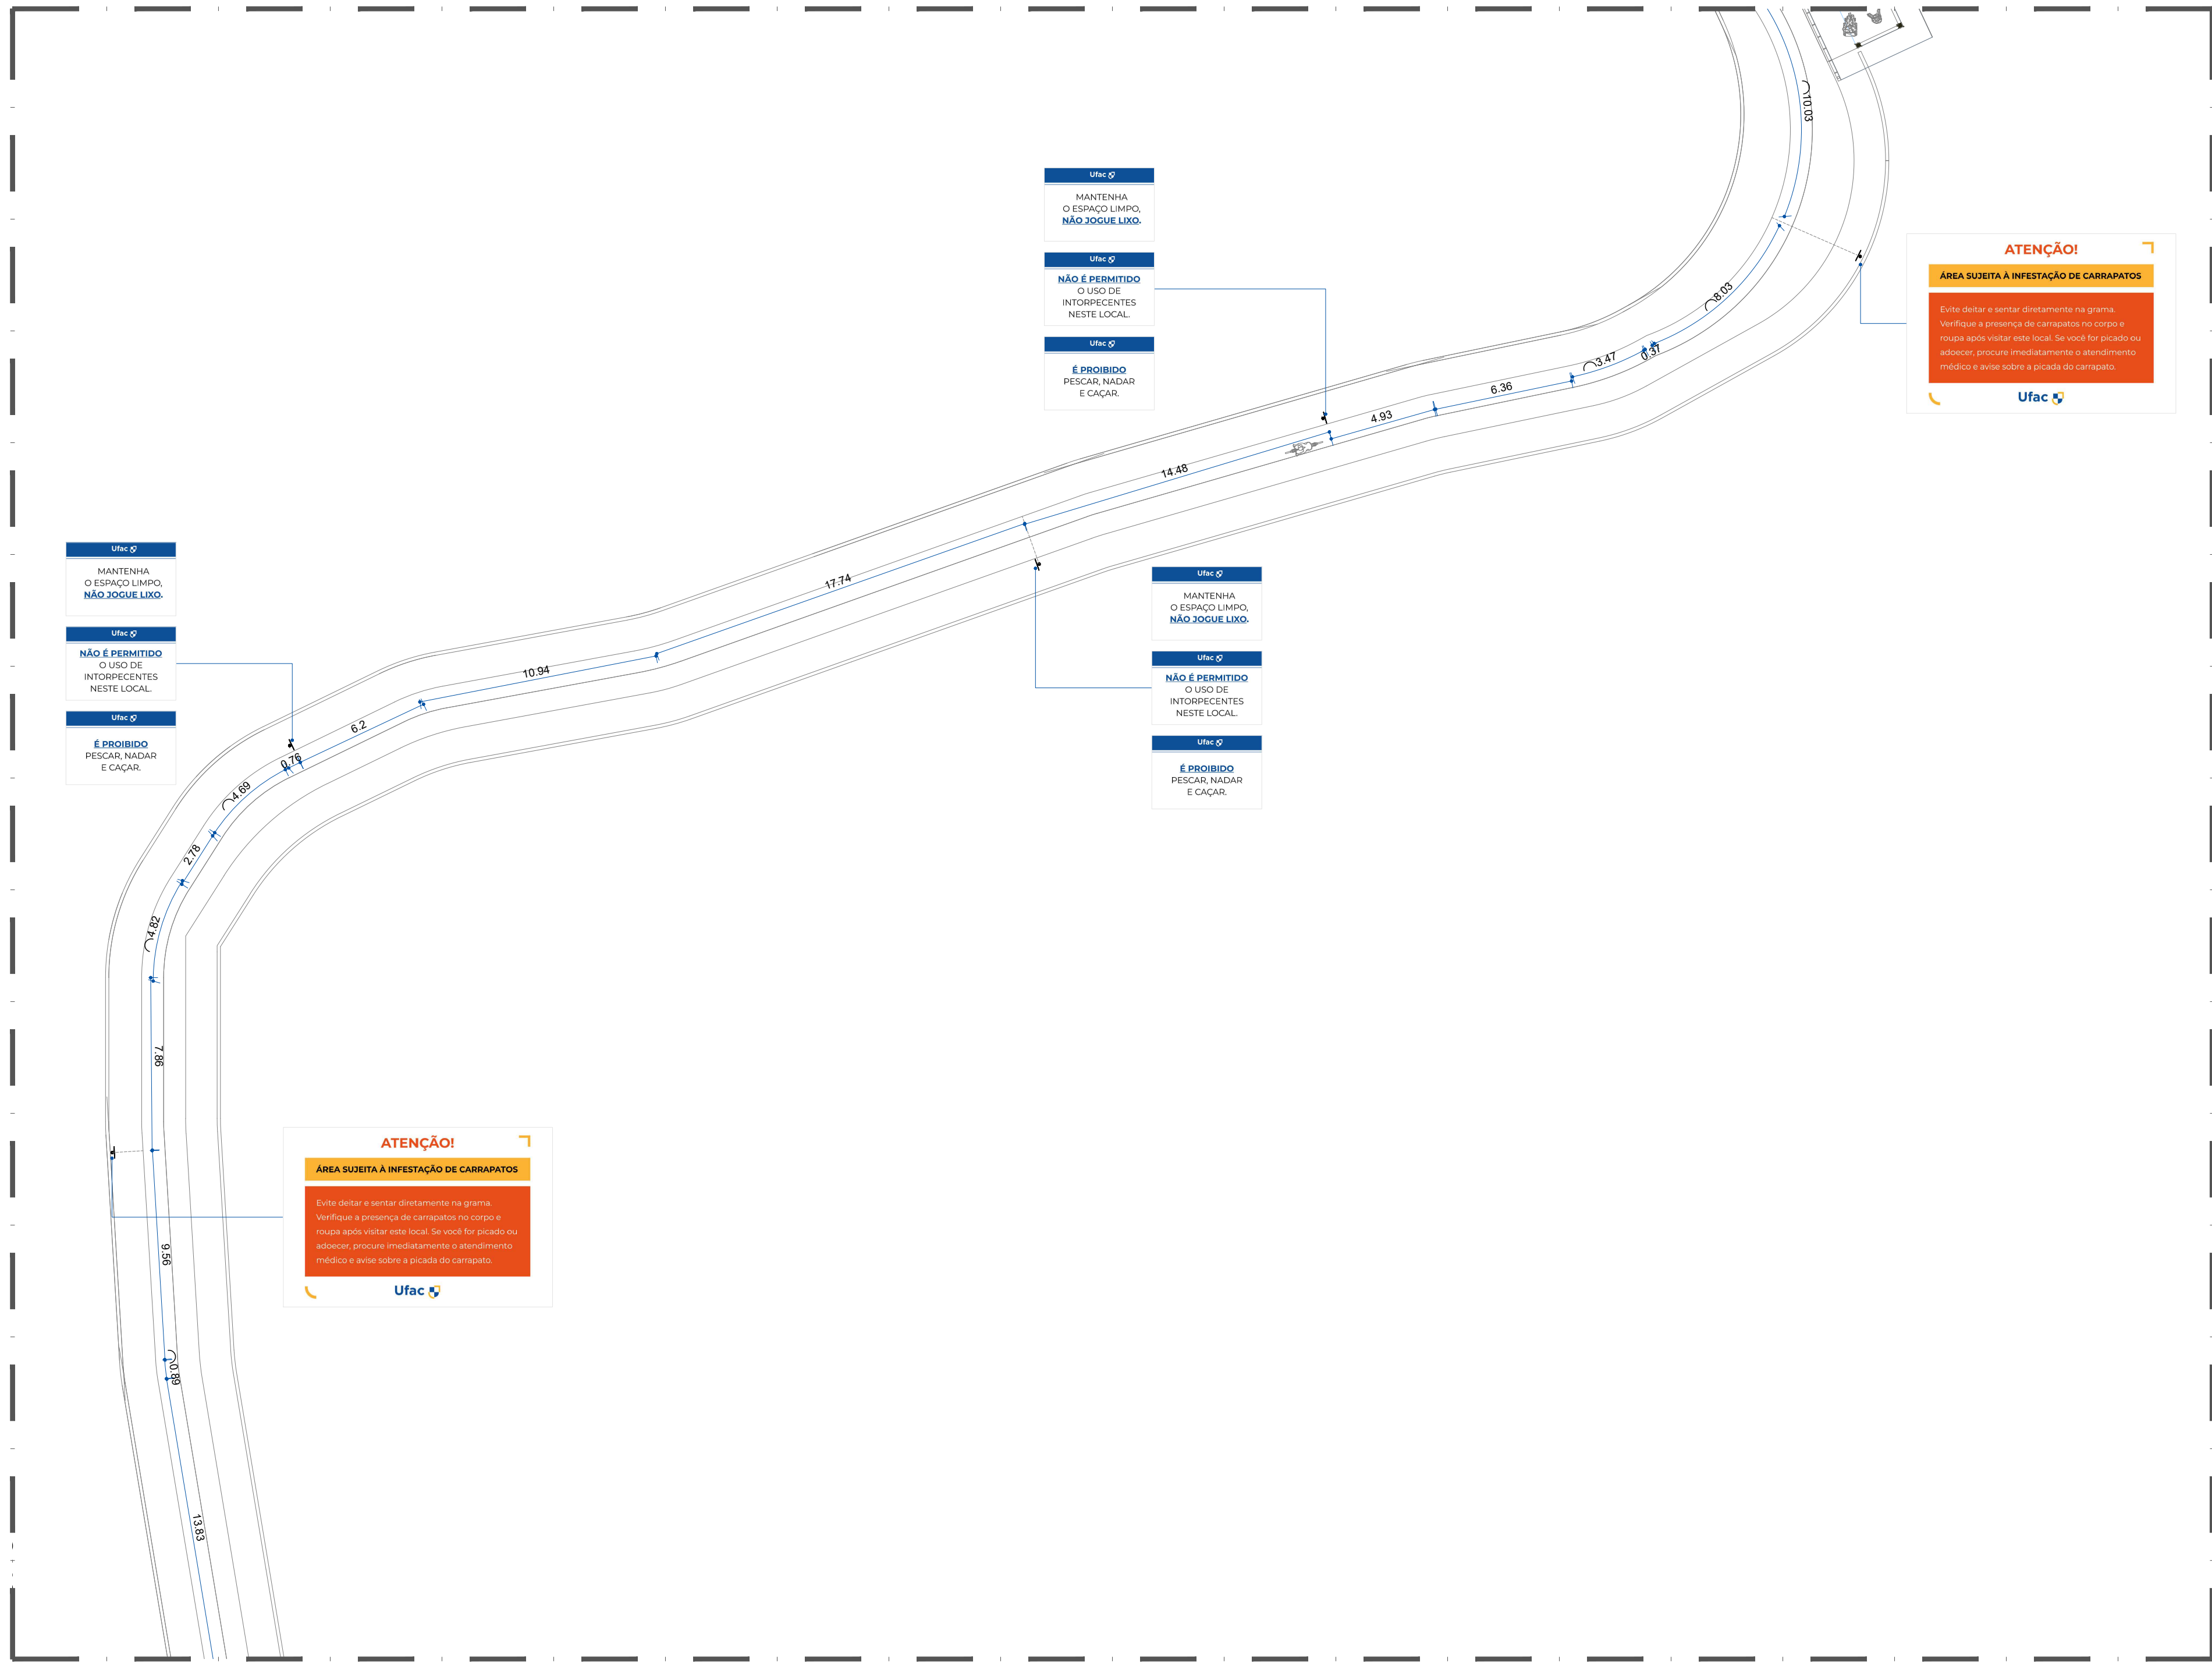 10.03
Ufac
MANTENHA
O ESPAÇO LIMPO,
NÃO JOGUE LIXO.
Ufac
NÃO É PERMITIDO
O USO DE
INTORPECENTES
NESTE LOCAL.
Ufac
É PROIBIDO
PESCAR, NADAR
E CAÇAR.
ATENÇÃO!
ÁREA SUJEITA À INFESTAÇÃO DE CARRAPATOS
Evite deitar e sentar diretamente na grama.
Verifique a presença de carrapatos no corpo e
roupa após visitar este local. Se você for picado ou
adoecer, procure imediatamente o atendimento
médico e avise sobre a picada do carrapato.
Ufac
8.03
0.37
3.47
6.36
4.93
14.48
17.74
Ufac
MANTENHA
O ESPAÇO LIMPO,
NÃO JOGUE LIXO.
Ufac
NÃO É PERMITIDO
O USO DE
INTORPECENTES
NESTE LOCAL.
Ufac
É PROIBIDO
PESCAR, NADAR
E CAÇAR.
Ufac
MANTENHA
O ESPAÇO LIMPO,
NÃO JOGUE LIXO.
Ufac
NÃO É PERMITIDO
O USO DE
INTORPECENTES
NESTE LOCAL.
Ufac
É PROIBIDO
PESCAR, NADAR
E CAÇAR.
10.94
6.2
0.76
4.69
2.78
4.82
7.86
ATENÇÃO!
ÁREA SUJEITA À INFESTAÇÃO DE CARRAPATOS
Evite deitar e sentar diretamente na grama.
Verifique a presença de carrapatos no corpo e
roupa após visitar este local. Se você for picado ou
adoecer, procure imediatamente o atendimento
médico e avise sobre a picada do carrapato.
Ufac
9.56
0.89
13.83